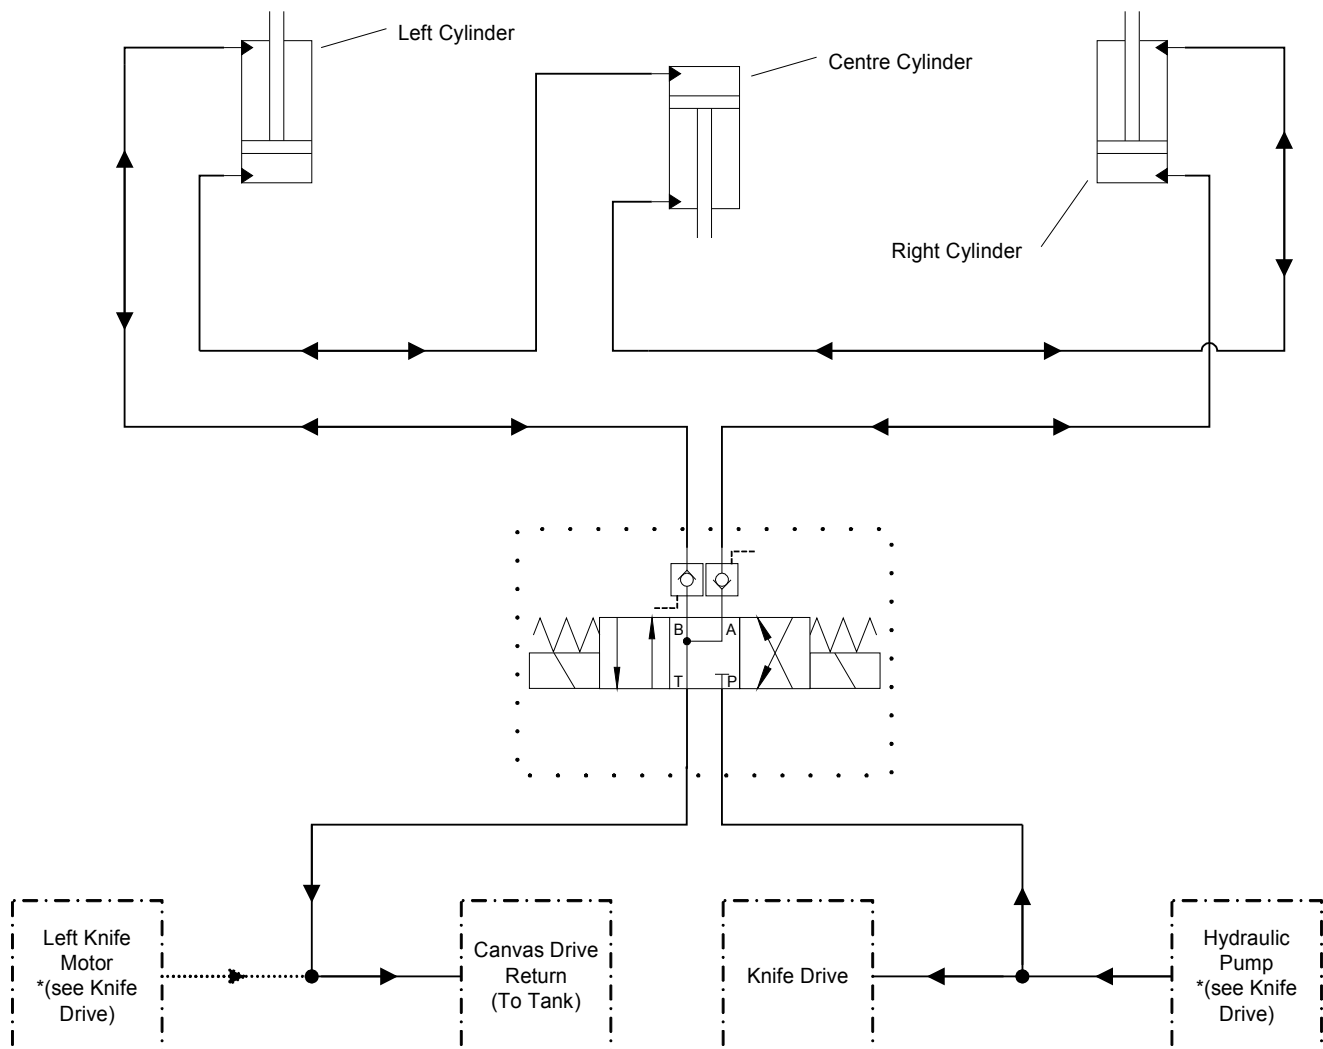 Left Cylinder
Centre Cylinder
Right Cylinder
B
A
T
P
Left Knife
Motor
*(see Knife
Drive)
Canvas Drive
Return
(To Tank)
Knife Drive
Hydraulic
Pump
*(see Knife
Drive)